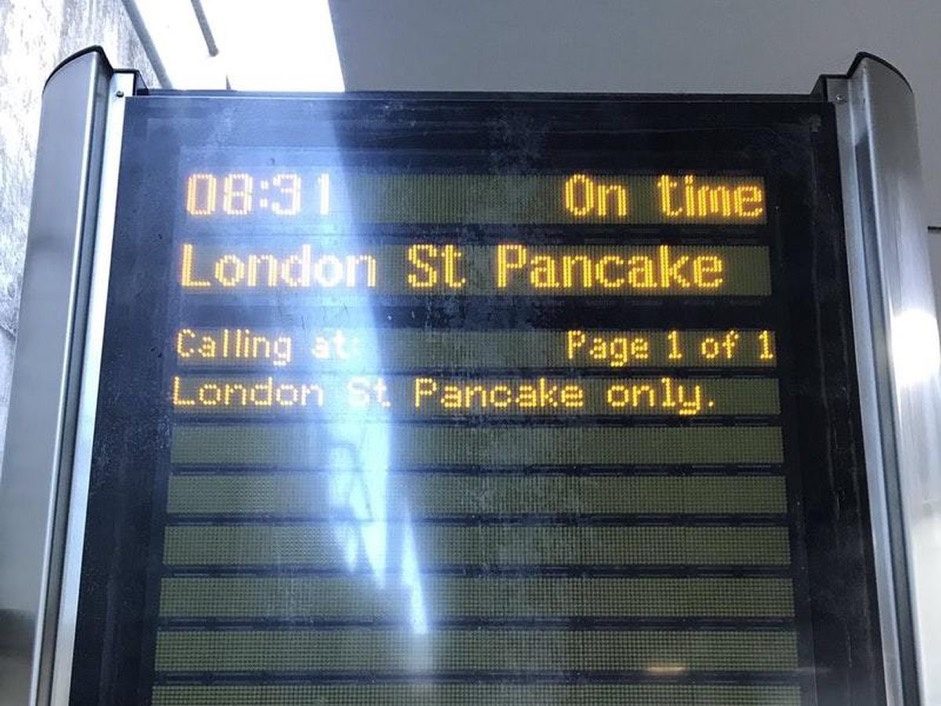 08:31 On time
London St Pancake
Calling at: Page 1 of 1
London St Pancake only.